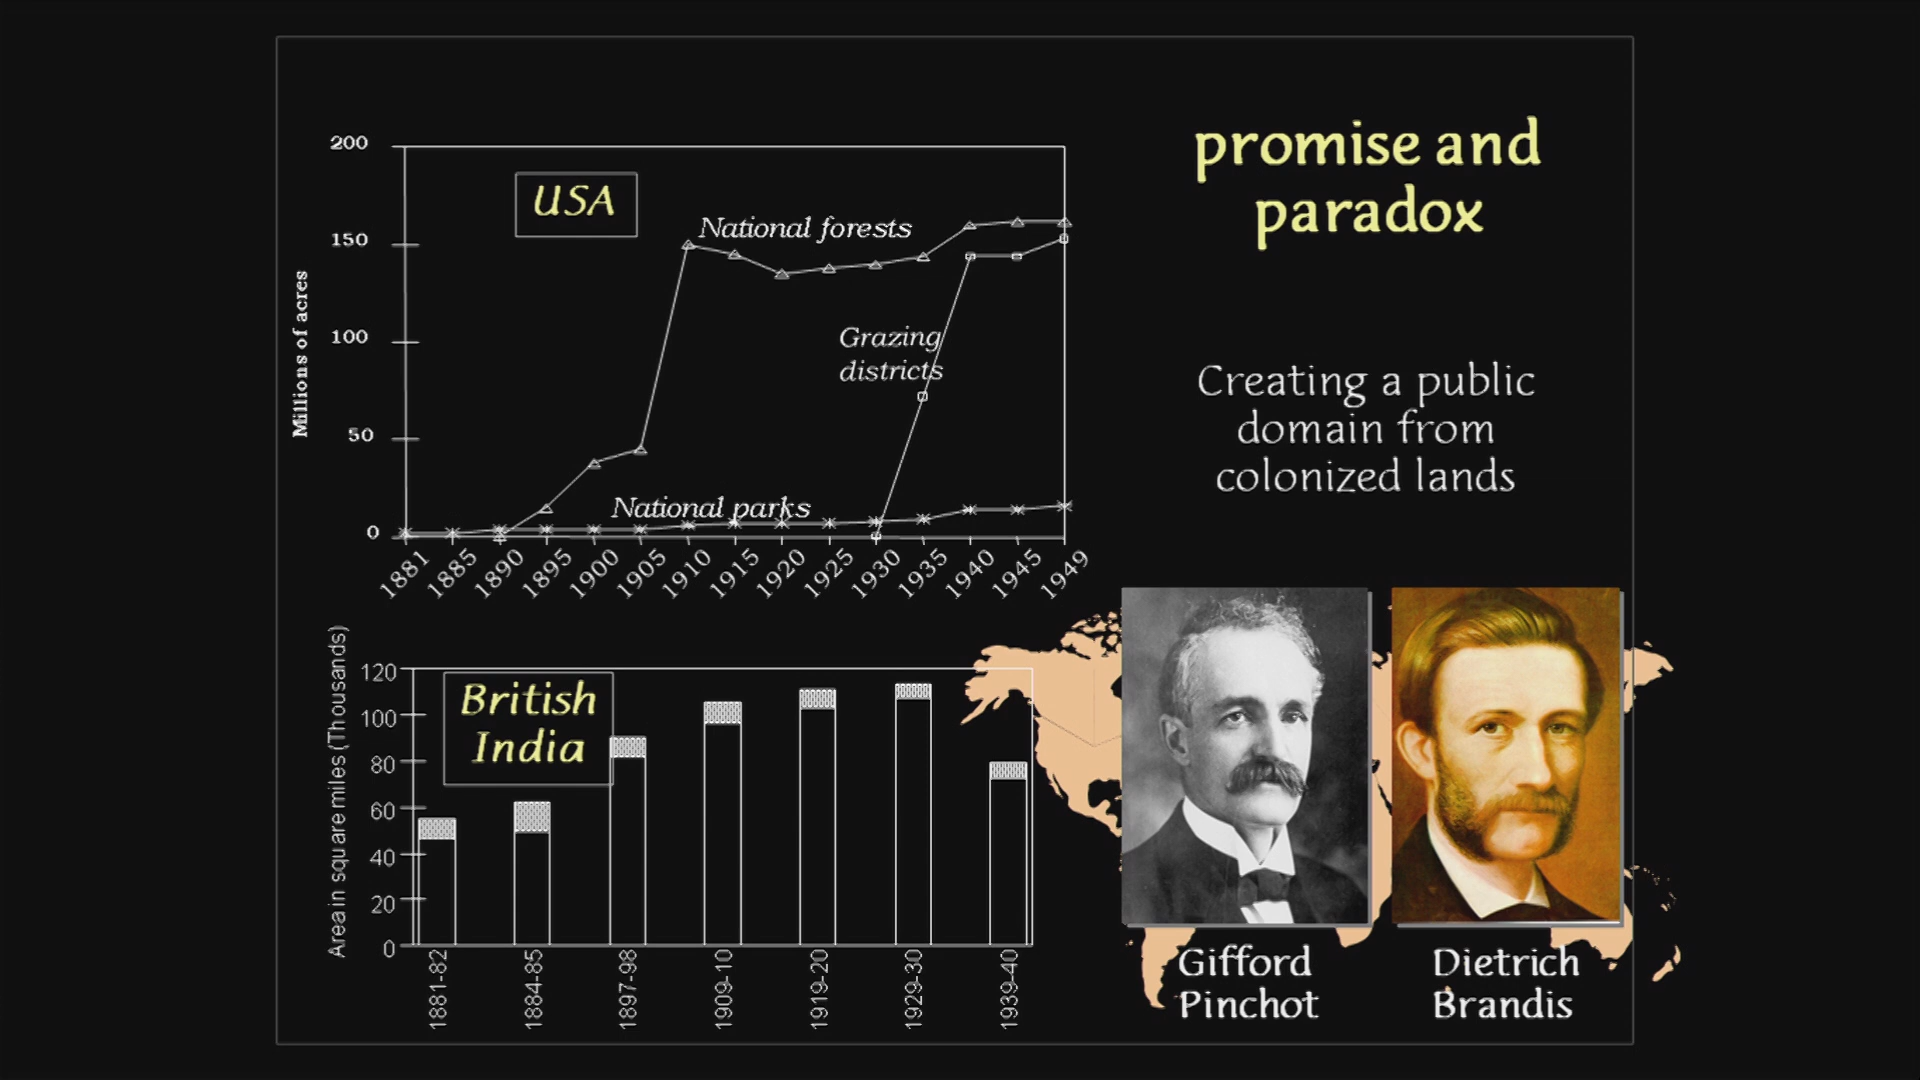 promise and
paradox
Creating a public
domain from
colonized lands
USA
Millions of acres
200
150
100
50
0
National forests
Grazing
districts
National parks
1881 1885 1890 1895 1900 1905 1910 1915 1920 1925 1930 1935 1940 1945 1949
British
India
Area in square miles (Thousands)
120
100
80
60
40
20
0
1881-82 1884-85 1897-98 1909-10 1919-20 1929-30 1939-40
Gifford
Pinchot
Dietrich
Brandis